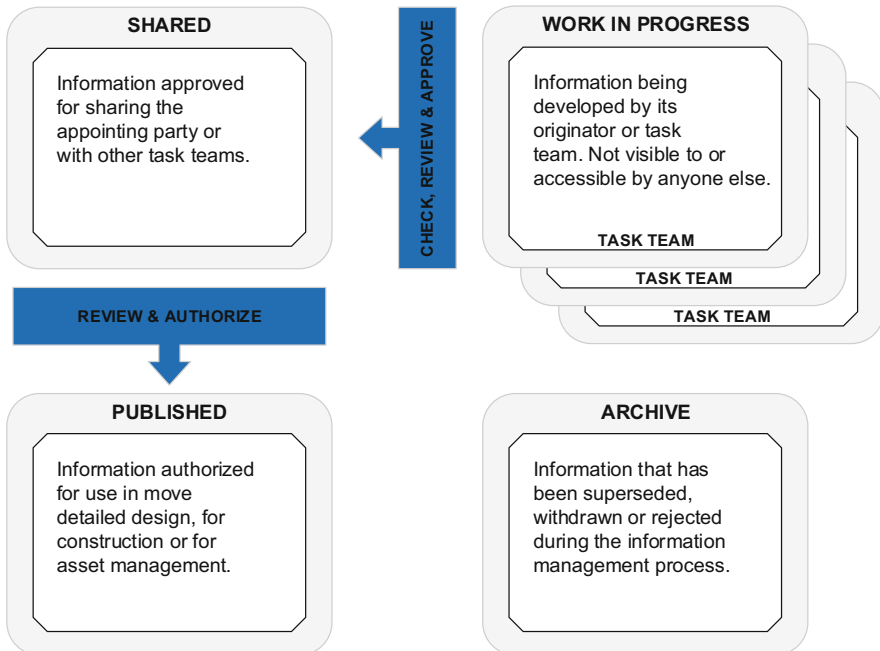 SHARED
Information approved
for sharing the
appointing party or
with other task teams.
CHECK, REVIEW & APPROVE
WORK IN PROGRESS
Information being
developed by its
originator or task
team. Not visible to or
accessible by anyone else.
TASK TEAM
TASK TEAM
TASK TEAM
REVIEW & AUTHORIZE
PUBLISHED
Information authorized
for use in move
detailed design, for
construction or for
asset management.
ARCHIVE
Information that has
been superseded,
withdrawn or rejected
during the information
management process.